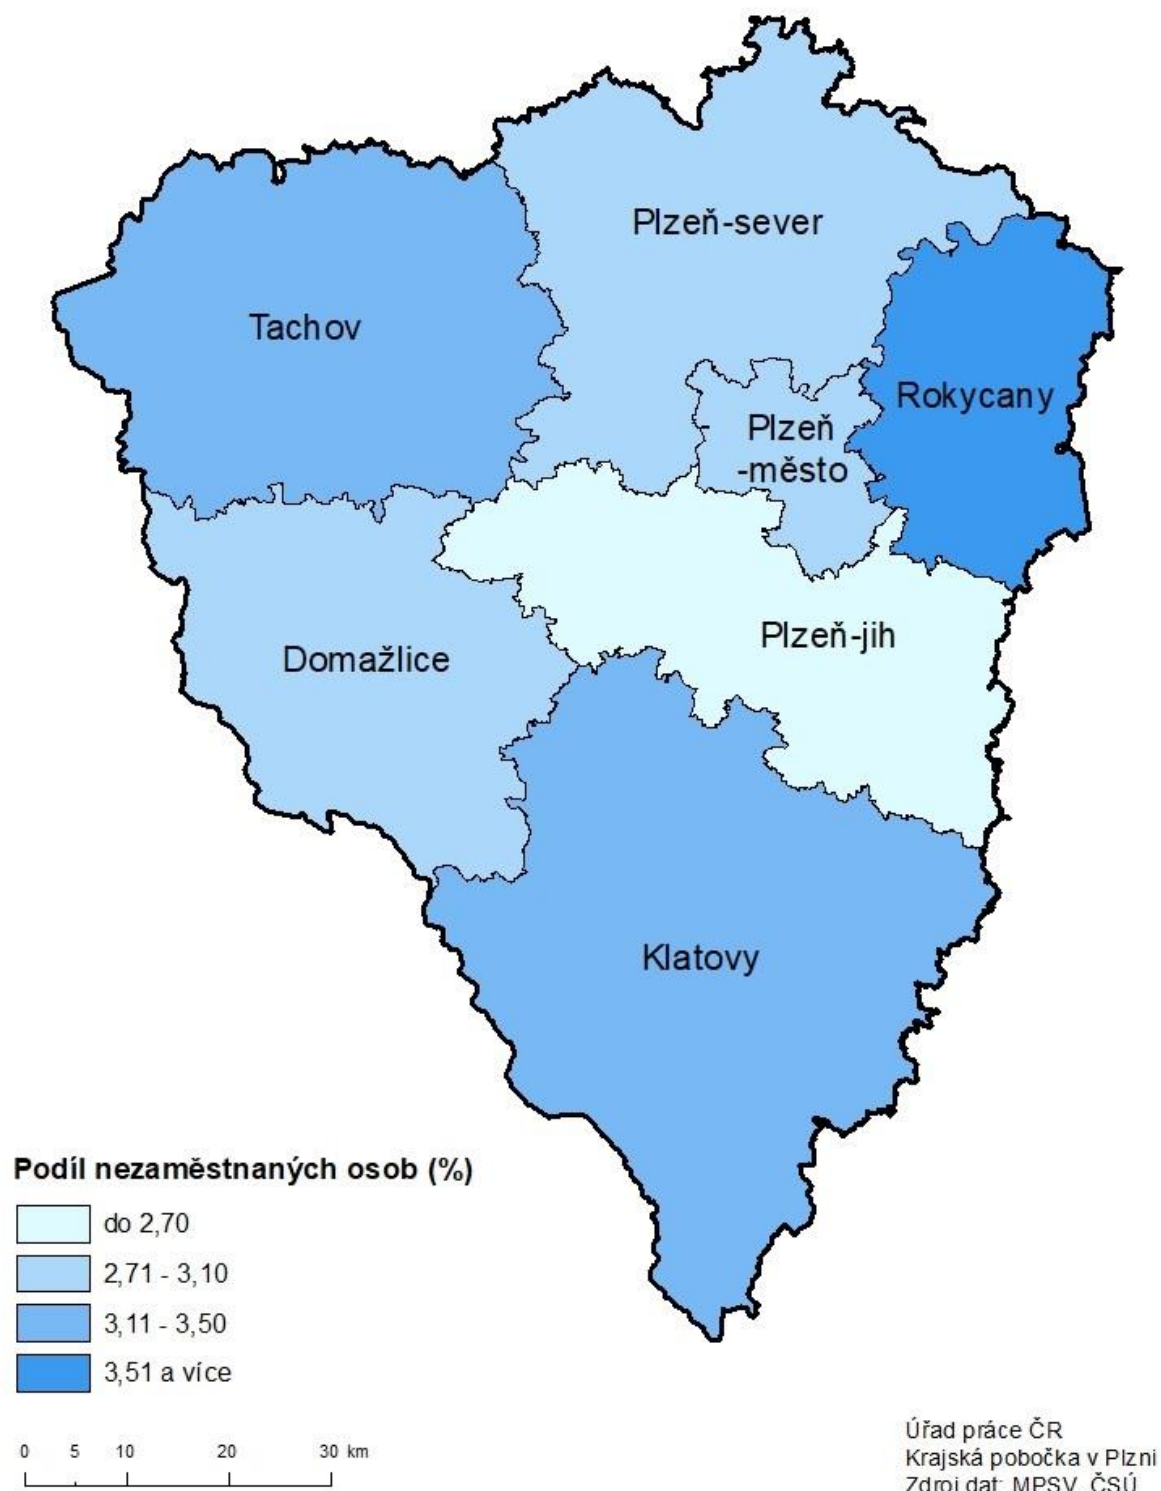 Plzeň-sever
Tachov
Rokycany
Plzeň
-město
Plzeň-jih
Domažlice
Klatovy
Podíl nezaměstnaných osob (%)
do 2,70
2,71 - 3,10
3,11 - 3,50
3,51 a více
0 5 10 20 30 km
Úřad práce ČR
Krajská pobočka v Plzni
Zdroj dat: MPSV, ČSÚ